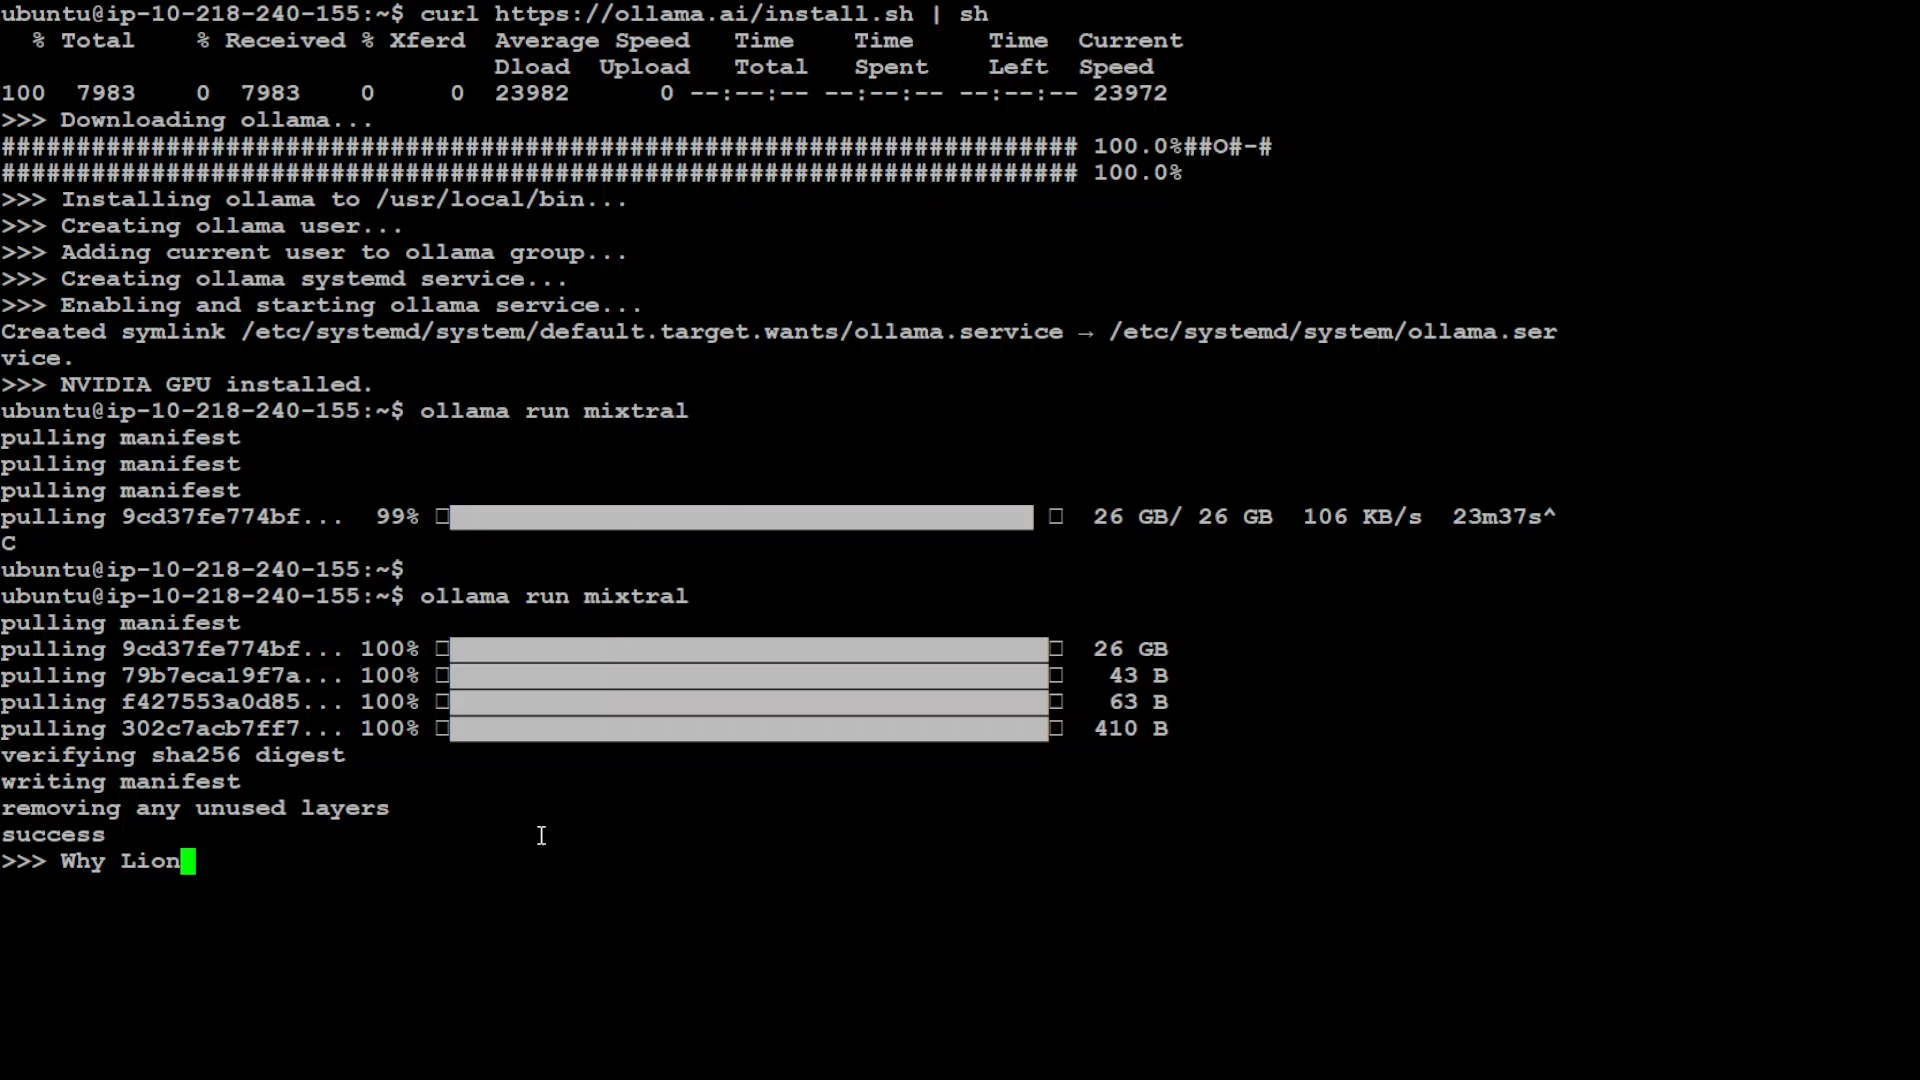 ubuntu@ip-10-218-240-155:~$ curl https://ollama.ai/install.sh | sh
  % Total    % Received % Xferd  Average Speed   Time    Time     Time  Current
                                 Dload  Upload   Total   Spent    Left  Speed
100  7983    0  7983    0     0  23982      0 --:--:-- --:--:-- --:--:-- 23972
>>> Downloading ollama...
######################################################################## 100.0%##O#-#
######################################################################## 100.0%
>>> Installing ollama to /usr/local/bin...
>>> Creating ollama user...
>>> Adding current user to ollama group...
>>> Creating ollama systemd service...
>>> Enabling and starting ollama service...
Created symlink /etc/systemd/system/default.target.wants/ollama.service → /etc/systemd/system/ollama.ser
vice.
>>> NVIDIA GPU installed.
ubuntu@ip-10-218-240-155:~$ ollama run mixtral
pulling manifest
pulling manifest
pulling manifest
pulling 9cd37fe774bf...  99% 26 GB/ 26 GB  106 KB/s  23m37s^
C
ubuntu@ip-10-218-240-155:~$
ubuntu@ip-10-218-240-155:~$ ollama run mixtral
pulling manifest
pulling 9cd37fe774bf... 100% 26 GB
pulling 79b7eca19f7a... 100% 43 B
pulling f427553a0d85... 100% 63 B
pulling 302c7acb7ff7... 100% 410 B
verifying sha256 digest
writing manifest
removing any unused layers
success
>>> Why Lion